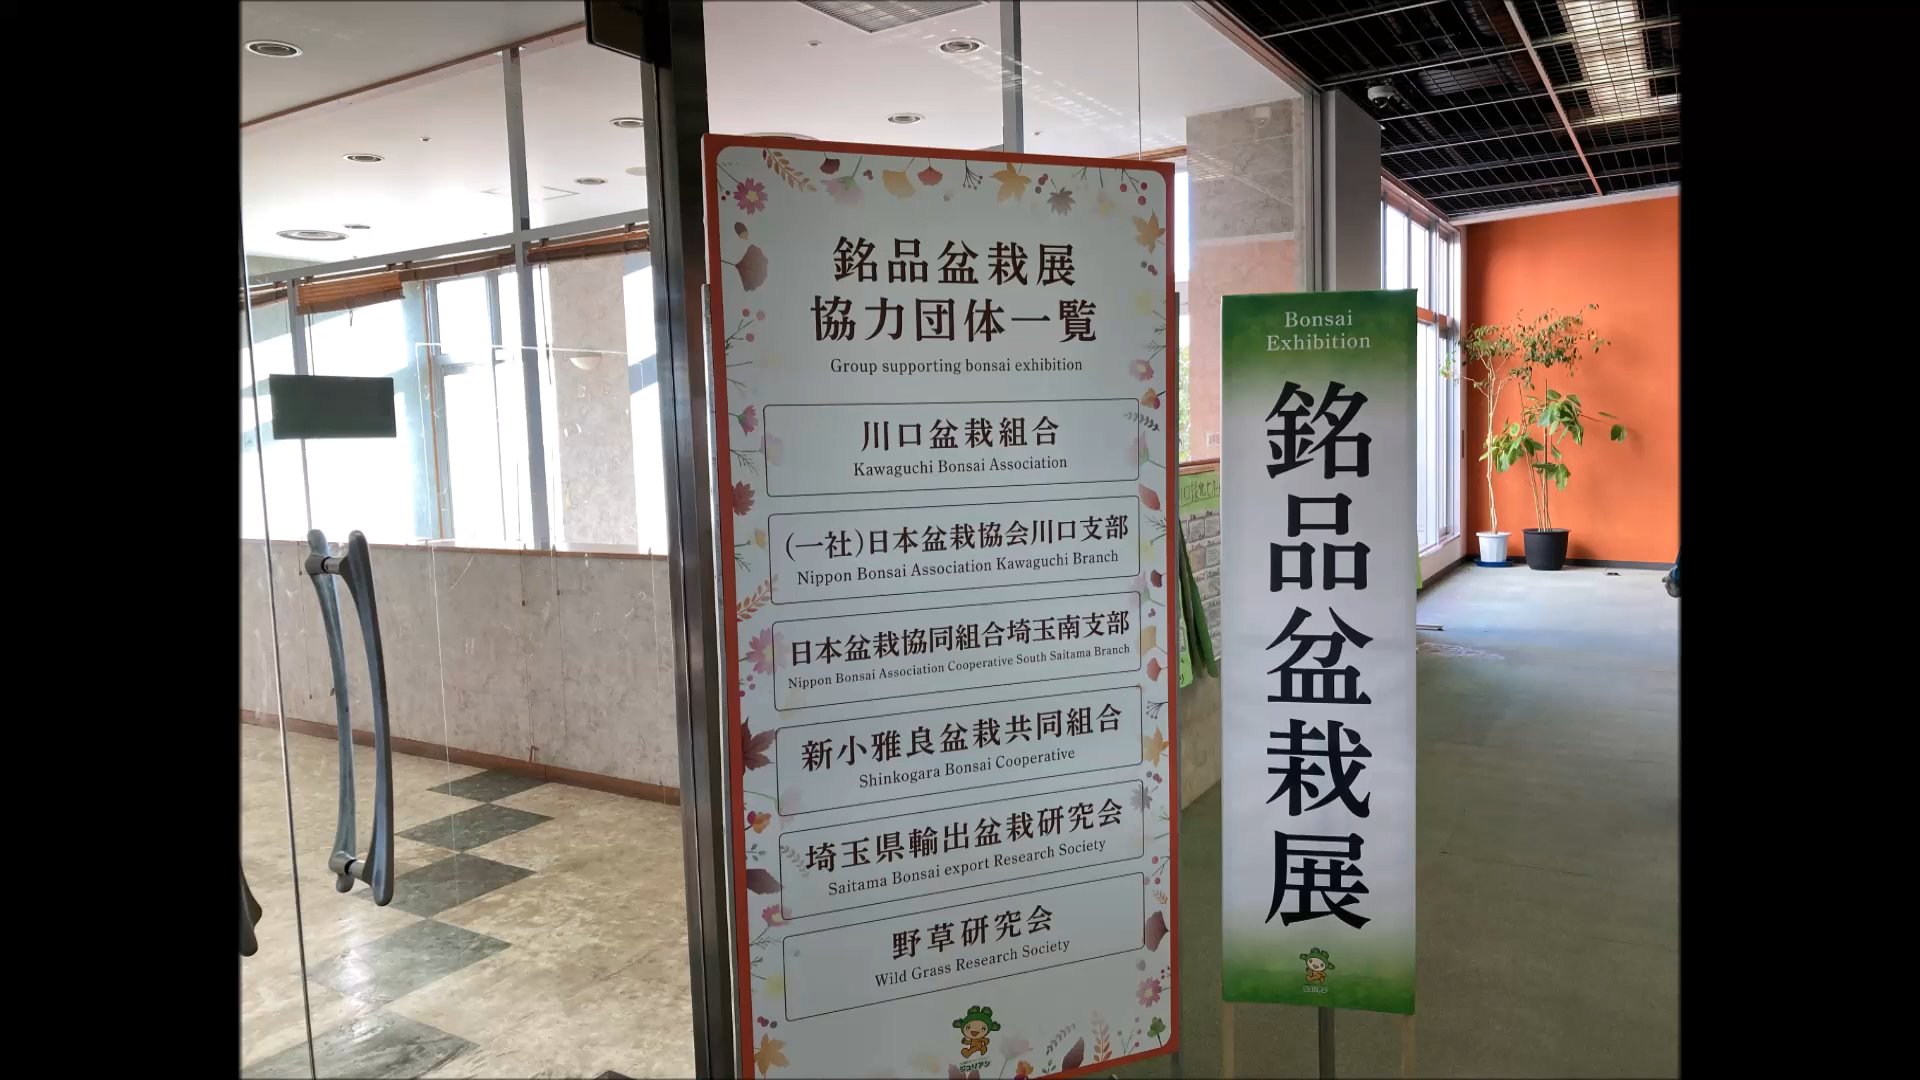 銘品盆栽展
協力団体一覧
Group supporting bonsai exhibition
川口盆栽組合
Kawaguchi Bonsai Association
(一社)日本盆栽協会川口支部
Nippon Bonsai Association Kawaguchi Branch
日本盆栽協同組合埼玉南支部
Nippon Bonsai Association Cooperative South Saitama Branch
新小雅良盆栽共同組合
Shinkogara Bonsai Cooperative
埼玉県輸出盆栽研究会
Saitama Bonsai export Research Society
野草研究会
Wild Grass Research Society
ジュリアン
Bonsai
Exhibition
銘品盆栽展